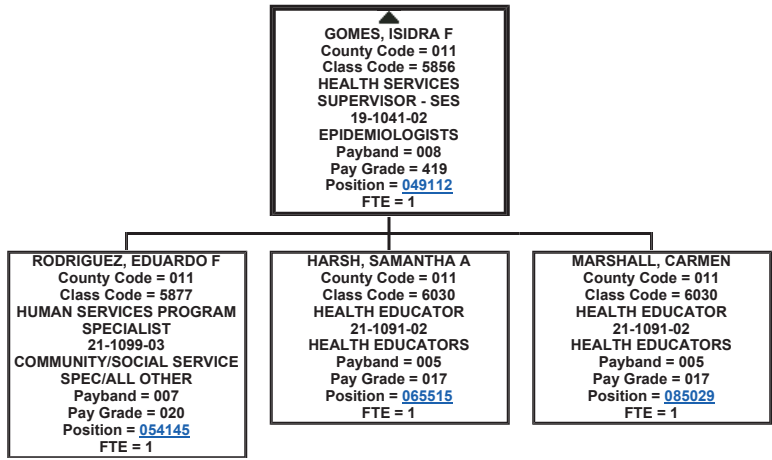 GOMES, ISIDRA F
County Code = 011
Class Code = 5856
HEALTH SERVICES
SUPERVISOR - SES
19-1041-02
EPIDEMIOLOGISTS
Payband = 008
Pay Grade = 419
Position = 049112
FTE = 1
RODRIGUEZ, EDUARDO F
County Code = 011
Class Code = 5877
HUMAN SERVICES PROGRAM
SPECIALIST
21-1099-03
COMMUNITY/SOCIAL SERVICE
SPEC/ALL OTHER
Payband = 007
Pay Grade = 020
Position = 054145
FTE = 1
HARSH, SAMANTHA A
County Code = 011
Class Code = 6030
HEALTH EDUCATOR
21-1091-02
HEALTH EDUCATORS
Payband = 005
Pay Grade = 017
Position = 065515
FTE = 1
MARSHALL, CARMEN
County Code = 011
Class Code = 6030
HEALTH EDUCATOR
21-1091-02
HEALTH EDUCATORS
Payband = 005
Pay Grade = 017
Position = 085029
FTE = 1